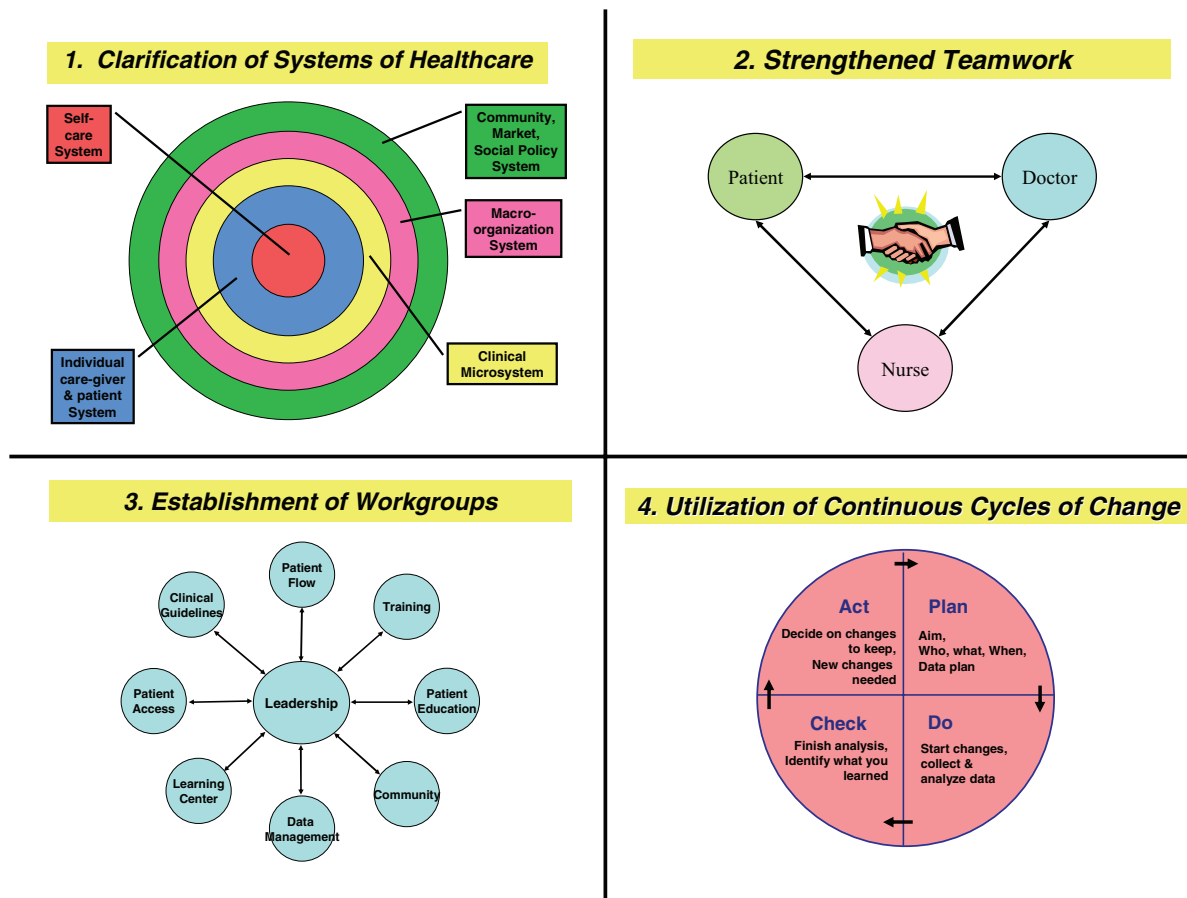 1. Clarification of Systems of Healthcare
Self-
care
System
Community,
Market,
Social Policy
System
Macro-
organization
System
Individual
care-giver
& patient
System
Clinical
Microsystem
2. Strengthened Teamwork
Patient
Doctor
Nurse
3. Establishment of Workgroups
Patient
Flow
Clinical
Guidelines
Training
Patient
Access
Leadership
Patient
Education
Learning
Center
Community
Data
Management
4. Utilization of Continuous Cycles of Change
Act
Decide on changes
to keep,
New changes
needed
Plan
Aim,
Who, what, When,
Data plan
Check
Finish analysis,
Identify what you
learned
Do
Start changes,
collect &
analyze data